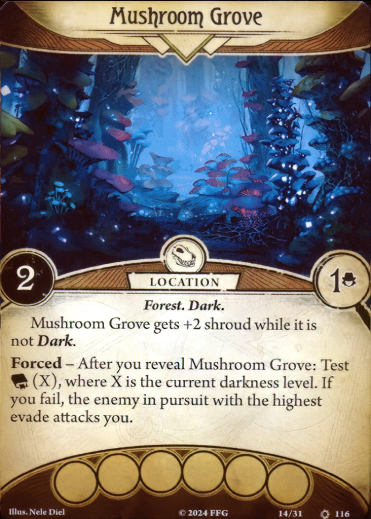 Mushroom Grove
2
LOCATION
1
Forest. Dark.
Mushroom Grove gets +2 shroud while it is
not Dark.
Forced – After you reveal Mushroom Grove: Test
(X), where X is the current darkness level. If
you fail, the enemy in pursuit with the highest
evade attacks you.
Illus. Nele Diel
© 2024 FFG
14/31
116